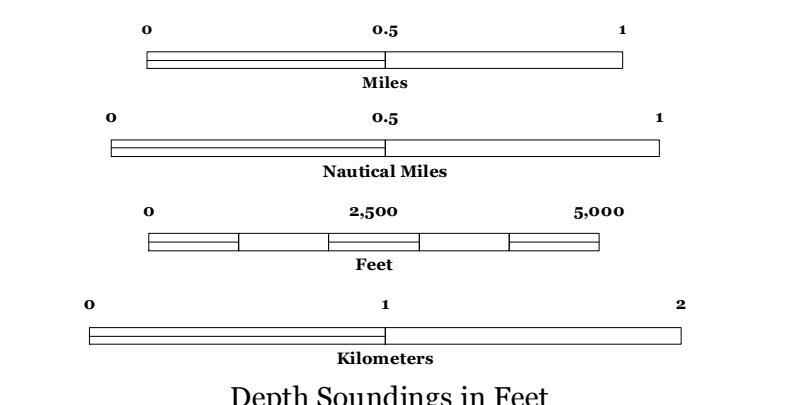 0 0.5 1
Miles
0 0.5 1
Nautical Miles
0 2,500 5,000
Feet
0 1 2
Kilometers
Depth Soundings in Feet